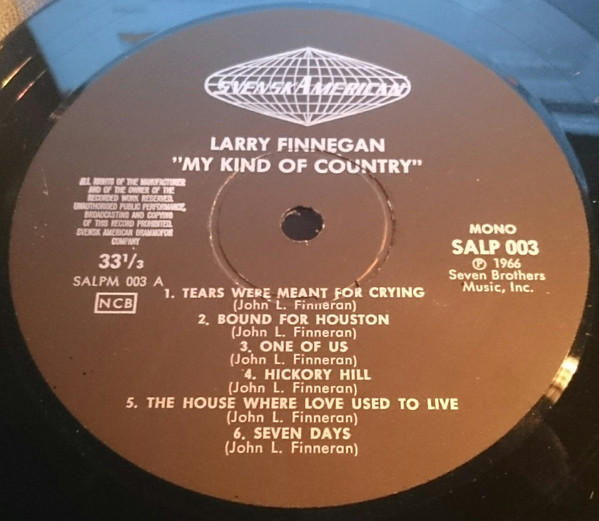 SVENSKAMERICAN
LARRY FINNEGAN
"MY KIND OF COUNTRY"
ALL RIGHTS OF THE MANUFACTURER
AND OF THE OWNER OF THE
RECORDED WORK RESERVED.
UNAUTHORISED PUBLIC PERFORMANCE,
BROADCASTING AND COPYING
OF THIS RECORD PROHIBITED.
SVENSK AMERICAN GRAMMOFON
COMPANY
33 1/3
SALPM 003 A
NCB
MONO
SALP 003
℗ 1966
Seven Brothers
Music, Inc.
1. TEARS WERE MEANT FOR CRYING
(John L. Finneran)
2. BOUND FOR HOUSTON
(John L. Finneran)
3. ONE OF US
(John L. Finneran)
4. HICKORY HILL
(John L. Finneran)
5. THE HOUSE WHERE LOVE USED TO LIVE
(John L. Finneran)
6. SEVEN DAYS
(John L. Finneran)